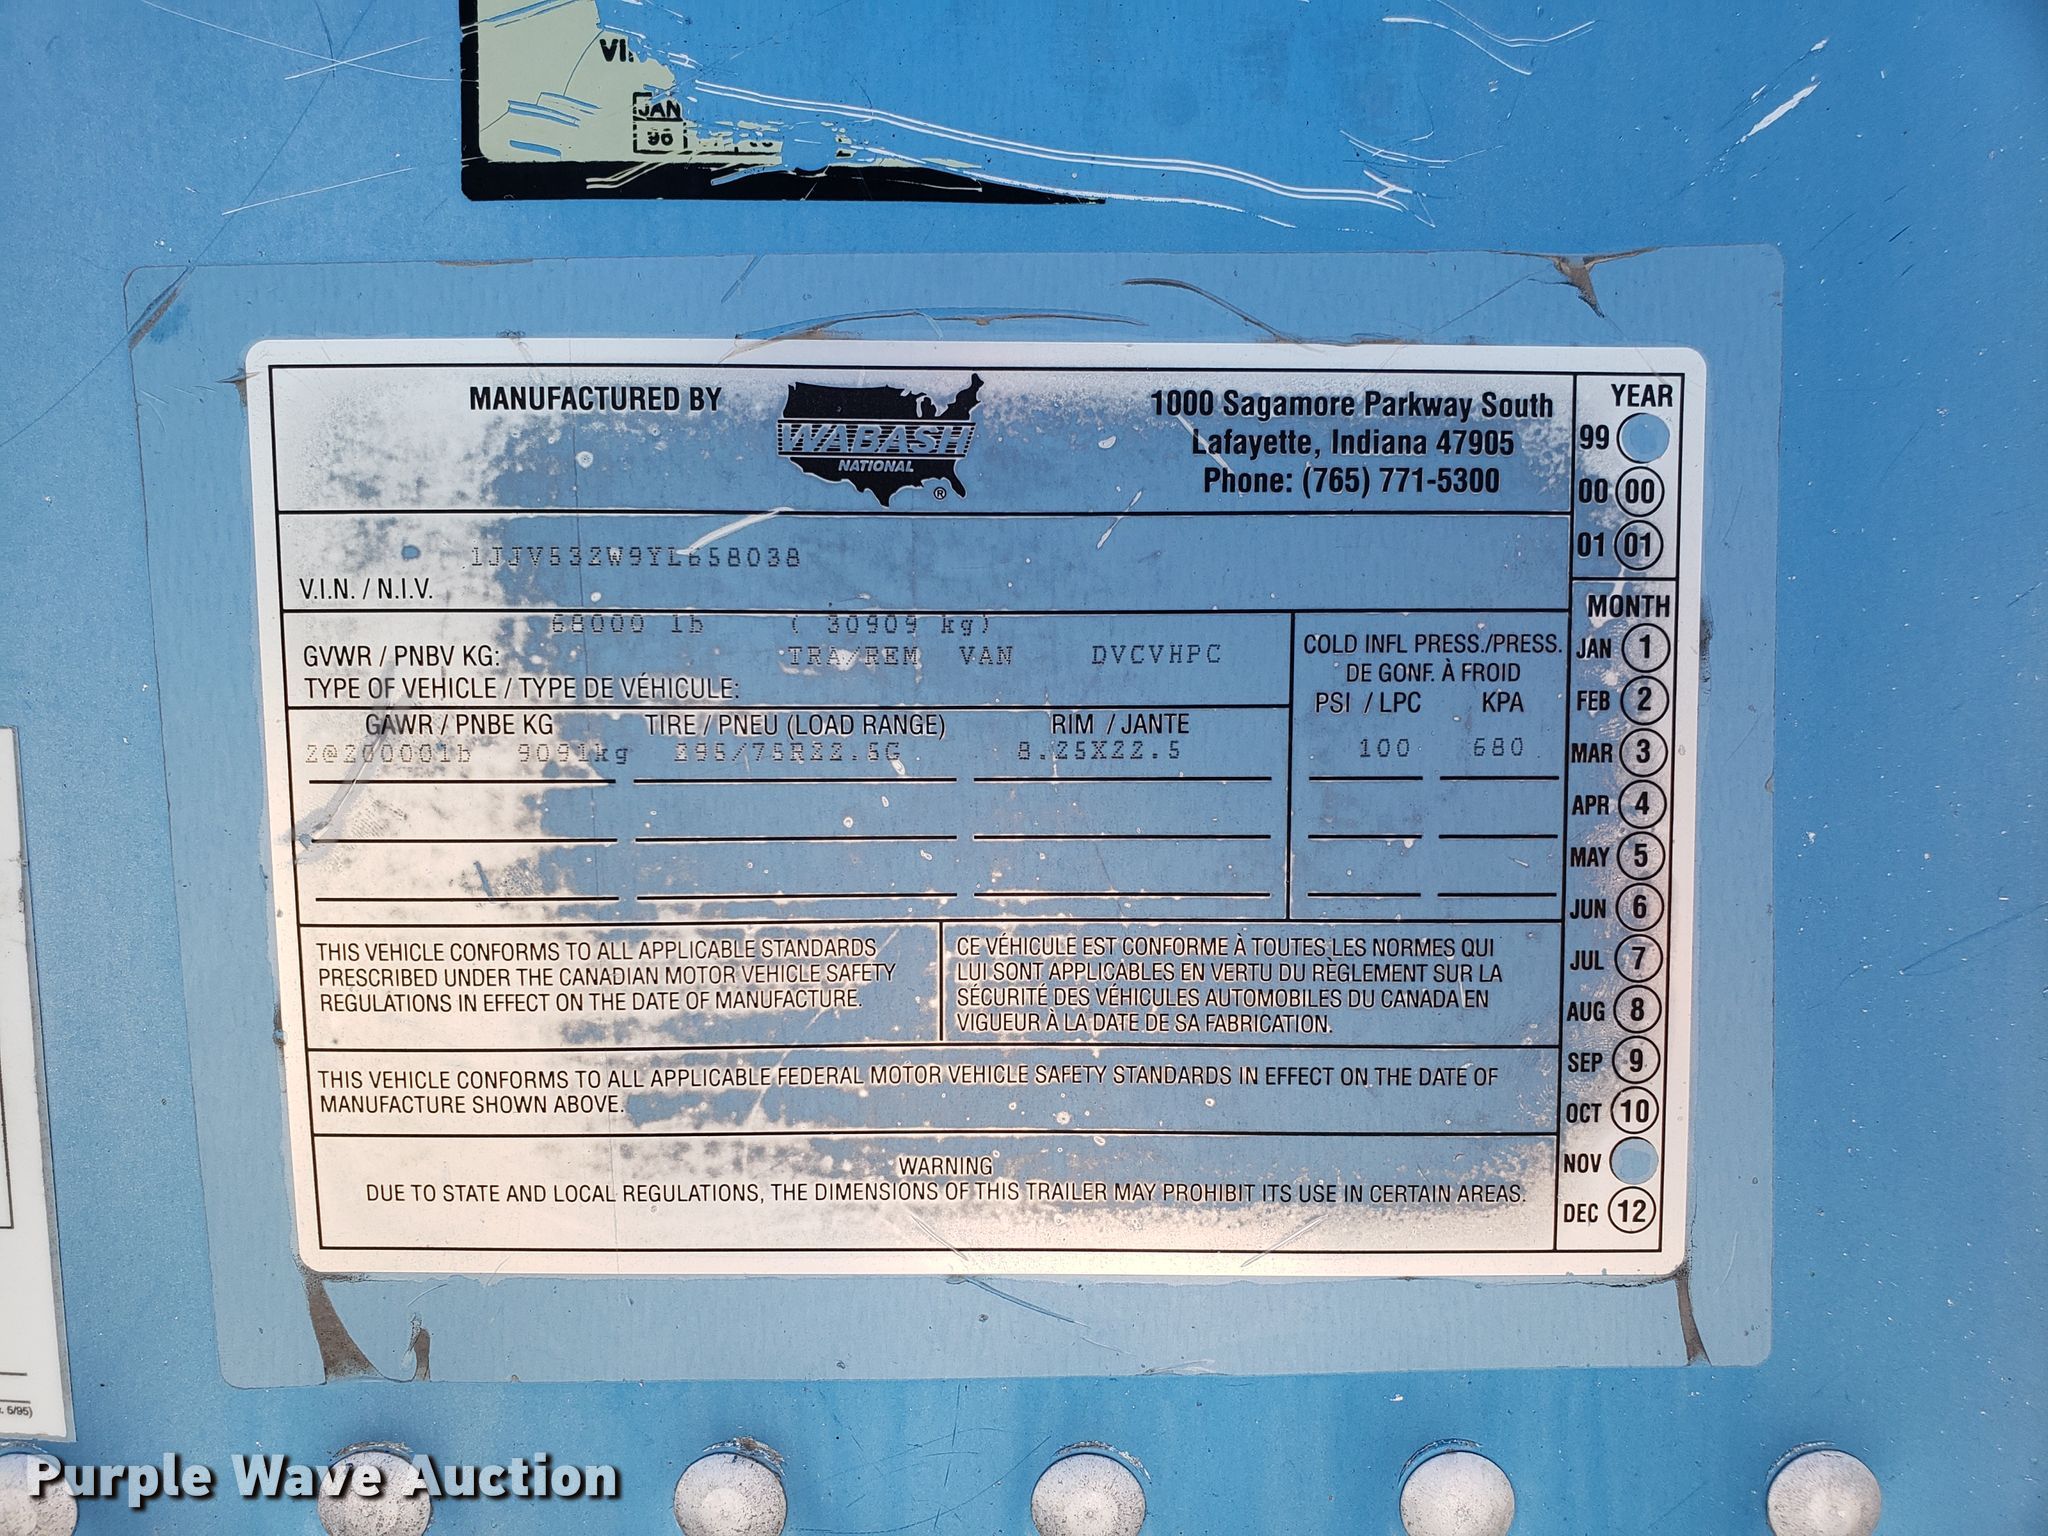 JAN
96
MANUFACTURED BY
WABASH
NATIONAL
®
1000 Sagamore Parkway South
Lafayette, Indiana 47905
Phone: (765) 771-5300
1JJV532W9YL658038
V.I.N. / N.I.V.
68000 lb ( 30909 kg)
GVWR / PNBV KG:
TRA/REM VAN DVCVHPC
TYPE OF VEHICLE / TYPE DE VÉHICULE:
COLD INFL PRESS./PRESS.
DE GONF. À FROID
PSI / LPC KPA
GAWR / PNBE KG TIRE / PNEU (LOAD RANGE) RIM / JANTE
2@20000lb 9091kg 295/75R22.5G 8.25X22.5 100 680
THIS VEHICLE CONFORMS TO ALL APPLICABLE STANDARDS
PRESCRIBED UNDER THE CANADIAN MOTOR VEHICLE SAFETY
REGULATIONS IN EFFECT ON THE DATE OF MANUFACTURE.
CE VÉHICULE EST CONFORME À TOUTES LES NORMES QUI
LUI SONT APPLICABLES EN VERTU DU RÈGLEMENT SUR LA
SÉCURITÉ DES VÉHICULES AUTOMOBILES DU CANADA EN
VIGUEUR À LA DATE DE SA FABRICATION.
THIS VEHICLE CONFORMS TO ALL APPLICABLE FEDERAL MOTOR VEHICLE SAFETY STANDARDS IN EFFECT ON THE DATE OF
MANUFACTURE SHOWN ABOVE.
WARNING
DUE TO STATE AND LOCAL REGULATIONS, THE DIMENSIONS OF THIS TRAILER MAY PROHIBIT ITS USE IN CERTAIN AREAS.
YEAR
99
00 00
01 01
MONTH
JAN 1
FEB 2
MAR 3
APR 4
MAY 5
JUN 6
JUL 7
AUG 8
SEP 9
OCT 10
NOV
DEC 12
5/95)
Purple Wave Auction